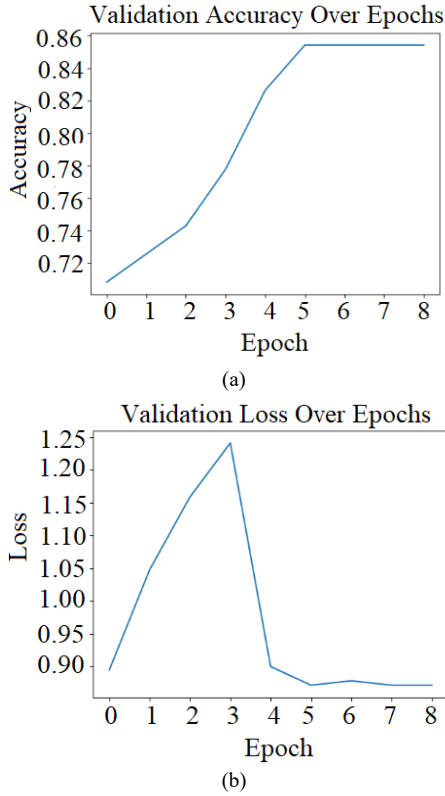 Validation Accuracy Over Epochs
0.86
0.84
0.82
0.80
0.78
0.76
0.74
0.72
Accuracy
0 1 2 3 4 5 6 7 8
Epoch
(a)
Validation Loss Over Epochs
1.25
1.20
1.15
1.10
1.05
1.00
0.95
0.90
Loss
0 1 2 3 4 5 6 7 8
Epoch
(b)